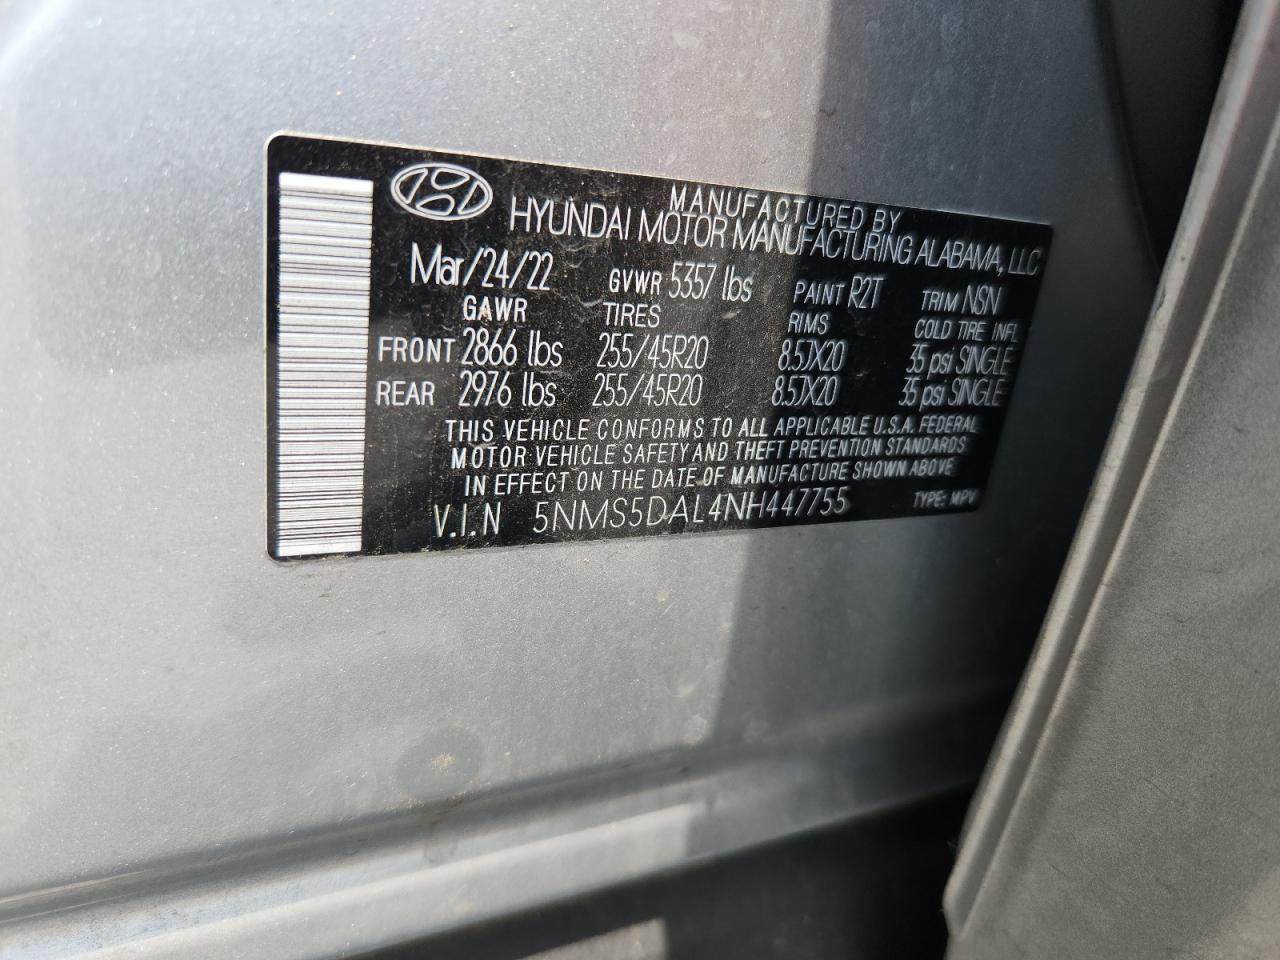 MANUFACTURED BY
HYUNDAI MOTOR MANUFACTURING ALABAMA, LLC
Mar/24/22 GVWR 5357 lbs PAINT R2T TRIM NSN
GAWR TIRES RIMS COLD TIRE INFL
FRONT 2866 lbs 255/45R20 8.5JX20 35 psi SINGLE
REAR 2976 lbs 255/45R20 8.5JX20 35 psi SINGLE
THIS VEHICLE CONFORMS TO ALL APPLICABLE U.S.A. FEDERAL
MOTOR VEHICLE SAFETY AND THEFT PREVENTION STANDARDS
IN EFFECT ON THE DATE OF MANUFACTURE SHOWN ABOVE
V.I.N 5NMS5DAL4NH447755 TYPE: MPV